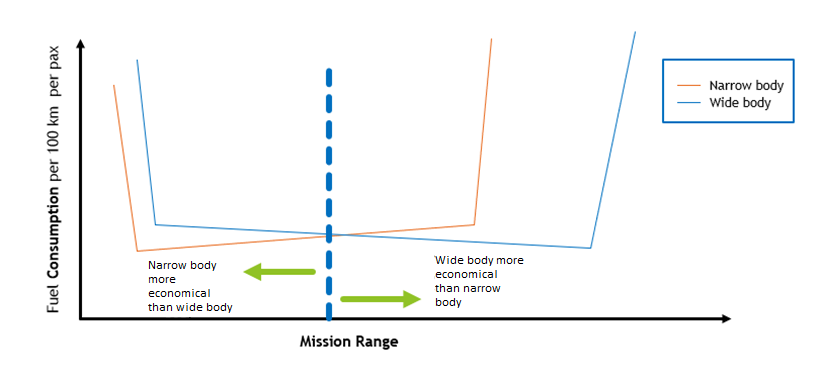 Fuel Consumption per 100 km per pax
Narrow body
Wide body
Narrow body
more
economical
than wide body
Wide body more
economical
than narrow
body
Mission Range